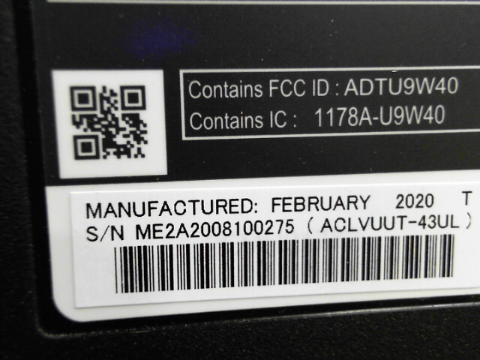 Contains FCC ID : ADTU9W40
Contains IC : 1178A-U9W40
MANUFACTURED: FEBRUARY 2020 T
S/N ME2A2008100275 ( ACLVUUT-43UL )